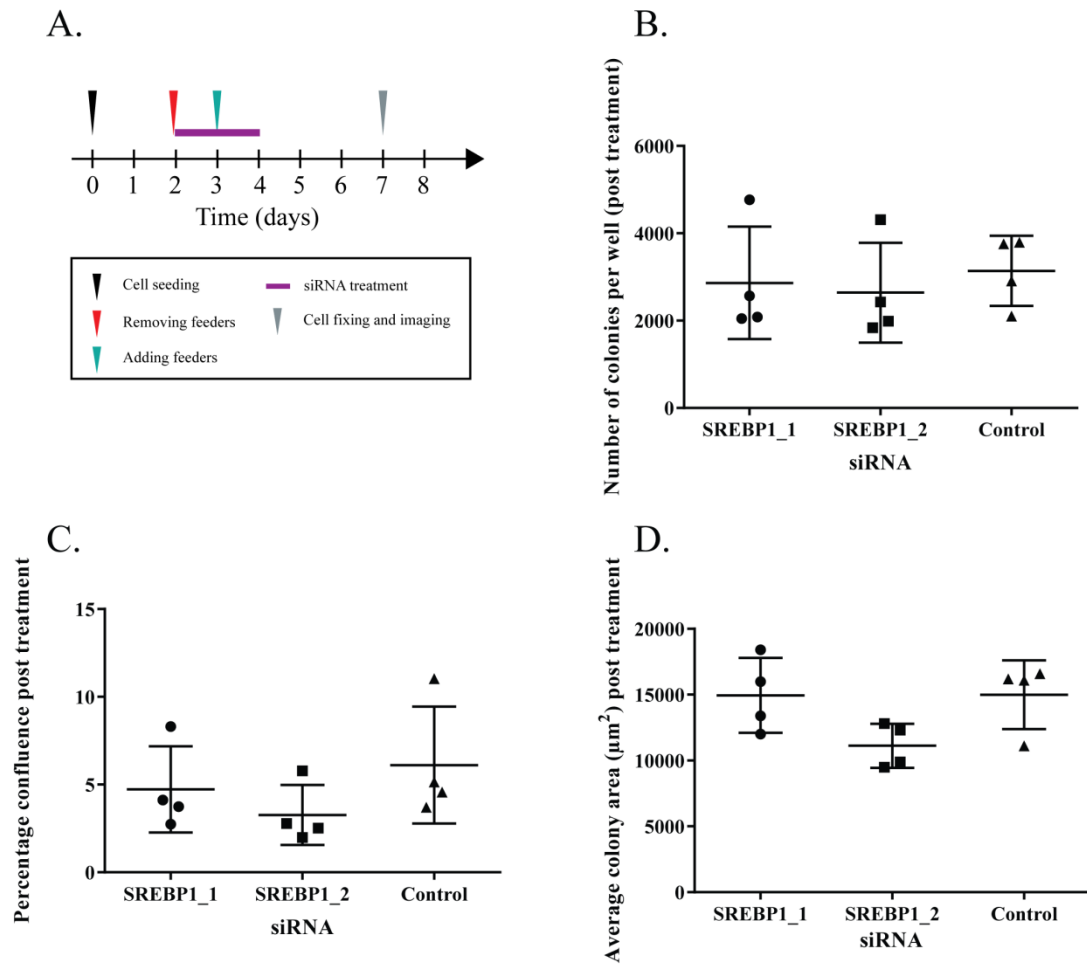 A.
0 1 2 3 4 5 6 7 8
Time (days)
Cell seeding
siRNA treatment
Removing feeders
Cell fixing and imaging
Adding feeders
B.
Number of colonies per well (post treatment)
6000
4000
2000
0
SREBP1_1 SREBP1_2 Control
siRNA
C.
Percentage confluence post treatment
15
10
5
0
SREBP1_1 SREBP1_2 Control
siRNA
D.
Average colony area (µm²) post treatment
20000
15000
10000
5000
0
SREBP1_1 SREBP1_2 Control
siRNA